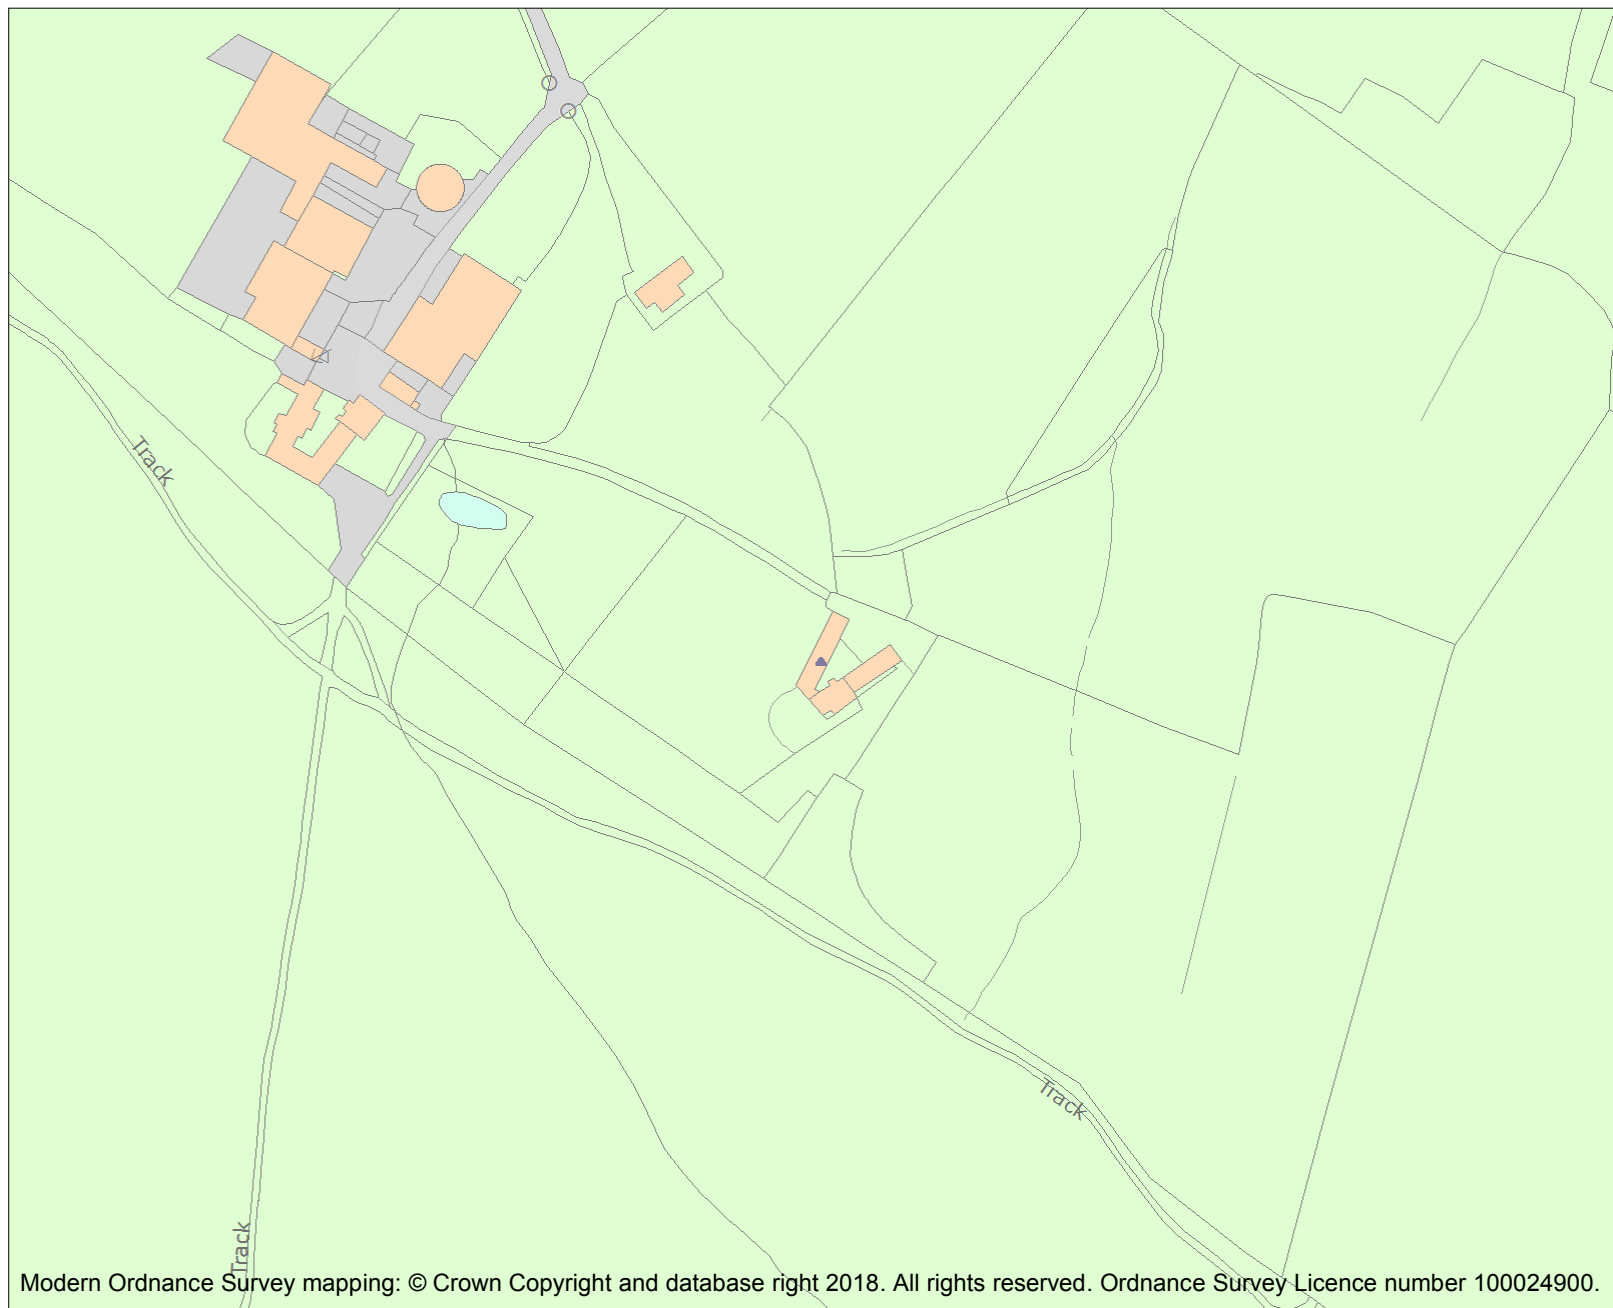 Track
Track
Track
Modern Ordnance Survey mapping: © Crown Copyright and database right 2018. All rights reserved. Ordnance Survey Licence number 100024900.